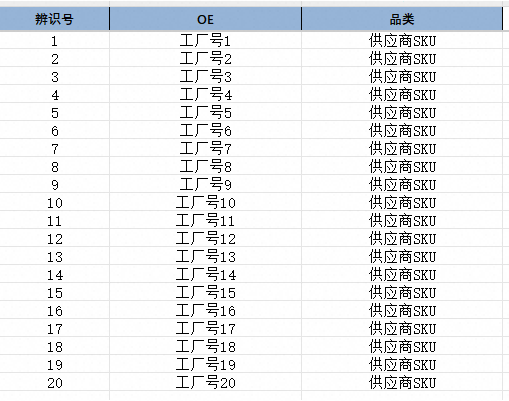 辨识号 OE 品类
1 工厂号1 供应商SKU
2 工厂号2 供应商SKU
3 工厂号3 供应商SKU
4 工厂号4 供应商SKU
5 工厂号5 供应商SKU
6 工厂号6 供应商SKU
7 工厂号7 供应商SKU
8 工厂号8 供应商SKU
9 工厂号9 供应商SKU
10 工厂号10 供应商SKU
11 工厂号11 供应商SKU
12 工厂号12 供应商SKU
13 工厂号13 供应商SKU
14 工厂号14 供应商SKU
15 工厂号15 供应商SKU
16 工厂号16 供应商SKU
17 工厂号17 供应商SKU
18 工厂号18 供应商SKU
19 工厂号19 供应商SKU
20 工厂号20 供应商SKU